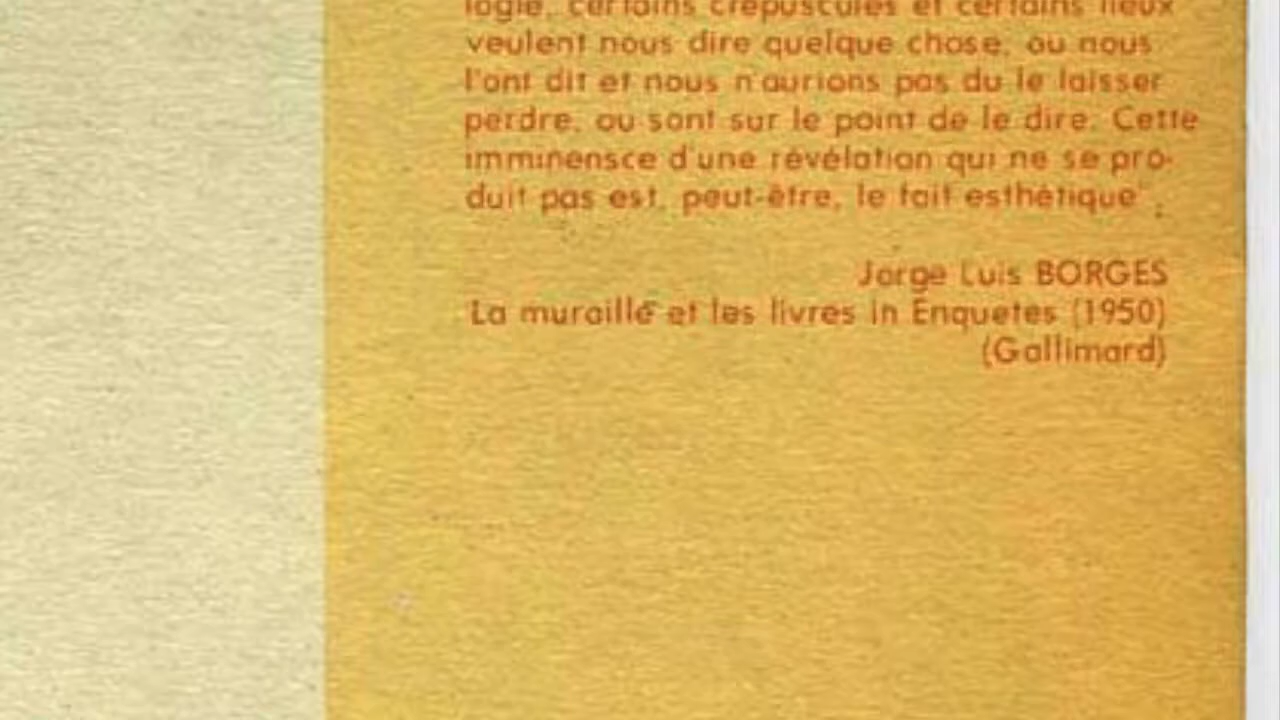 logie, certains crépuscules et certains lieux
veulent nous dire quelque chose, ou nous
l'ont dit et nous n'aurions pas du le laisser
perdre, ou sont sur le point de le dire. Cette
imminensce d'une révélation qui ne se pro-
duit pas est, peut-être, le fait esthétique".
Jorge Luis BORGES
La muraille et les livres in Enquetes (1950)
(Gallimard)